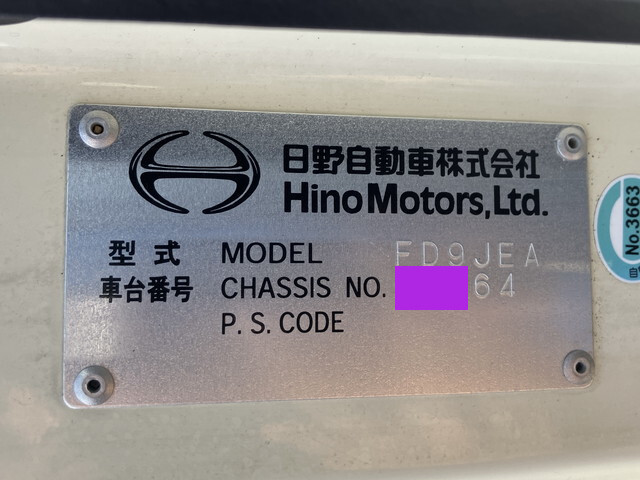 日野自動車株式会社
Hino Motors, Ltd.
型式 MODEL FD9JEA
車台番号 CHASSIS NO. 64
P.S.CODE
No.3663